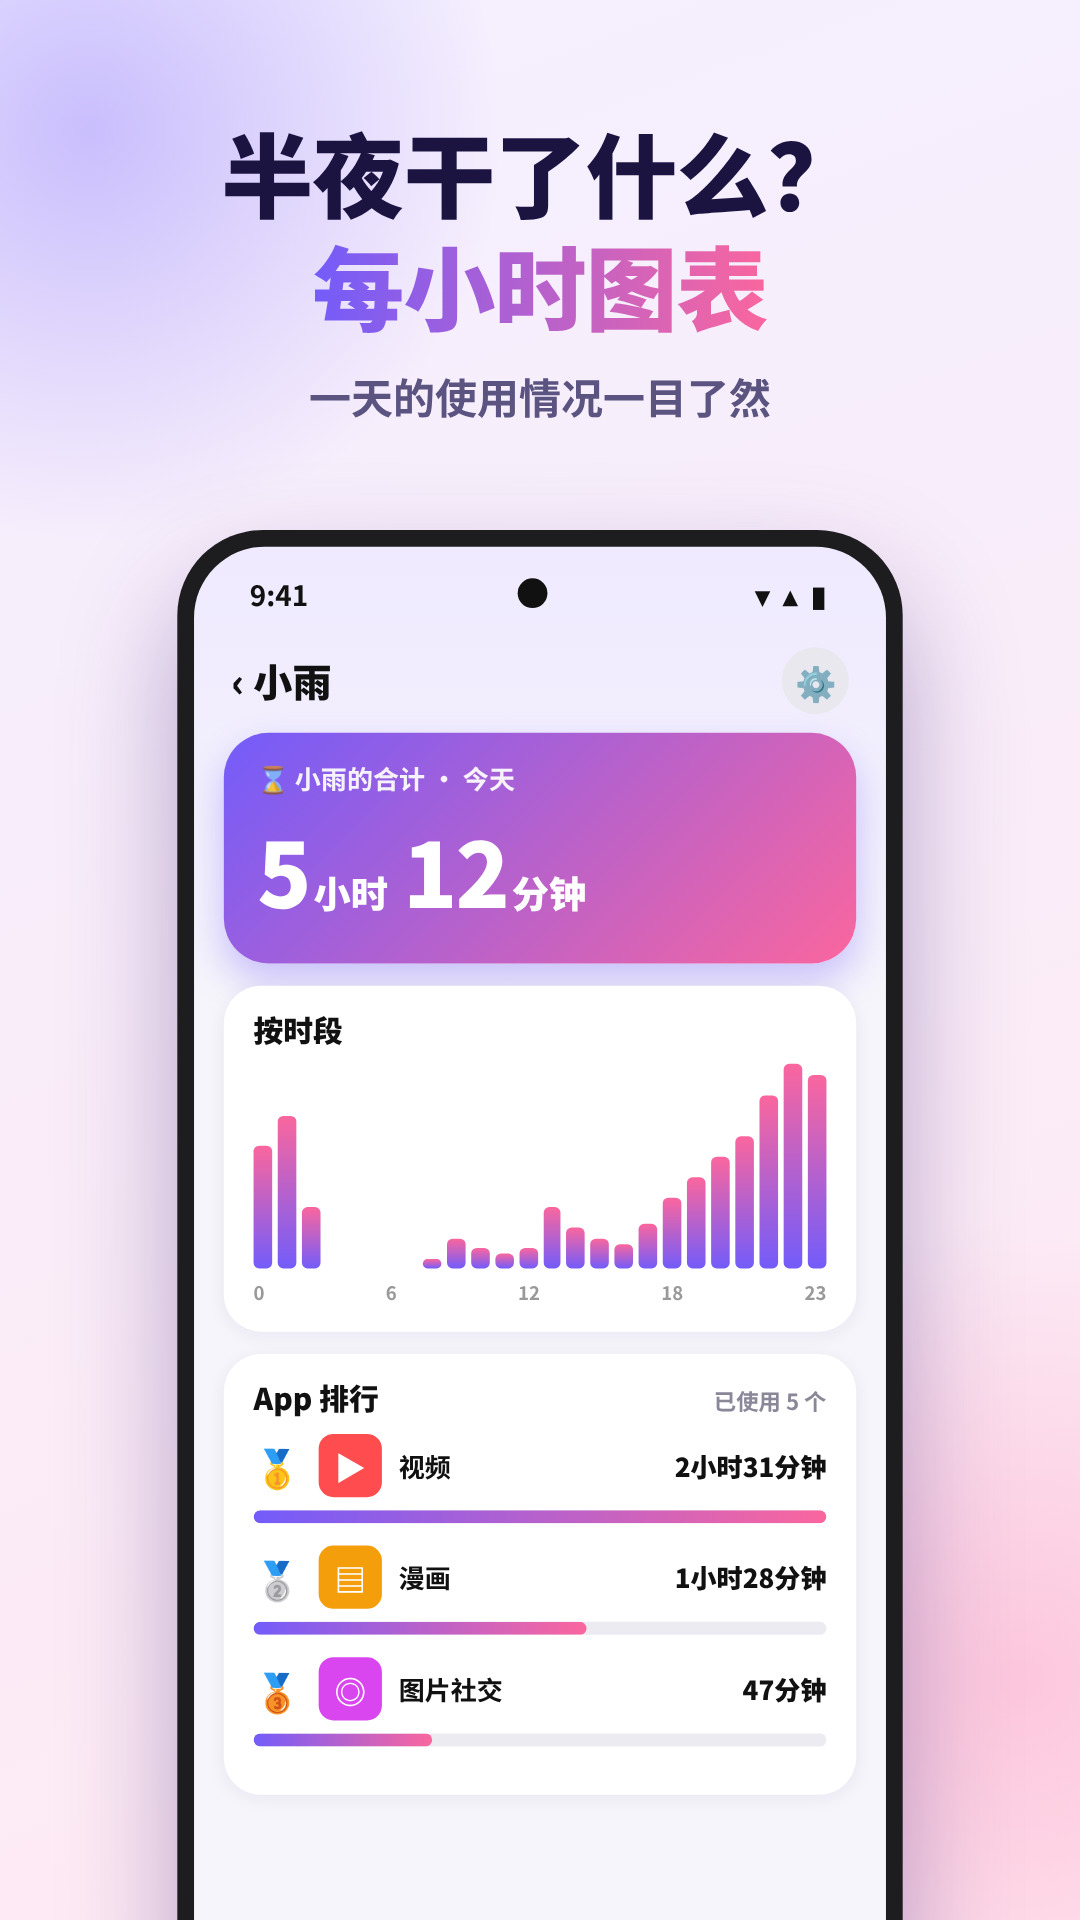 半夜干了什么？
每小时图表
一天的使用情况一目了然
9:41
‹ 小雨
小雨的合计 · 今天
5小时 12分钟
按时段
0 6 12 18 23
App 排行
已使用 5 个
1 视频 2小时31分钟
2 漫画 1小时28分钟
3 图片社交 47分钟